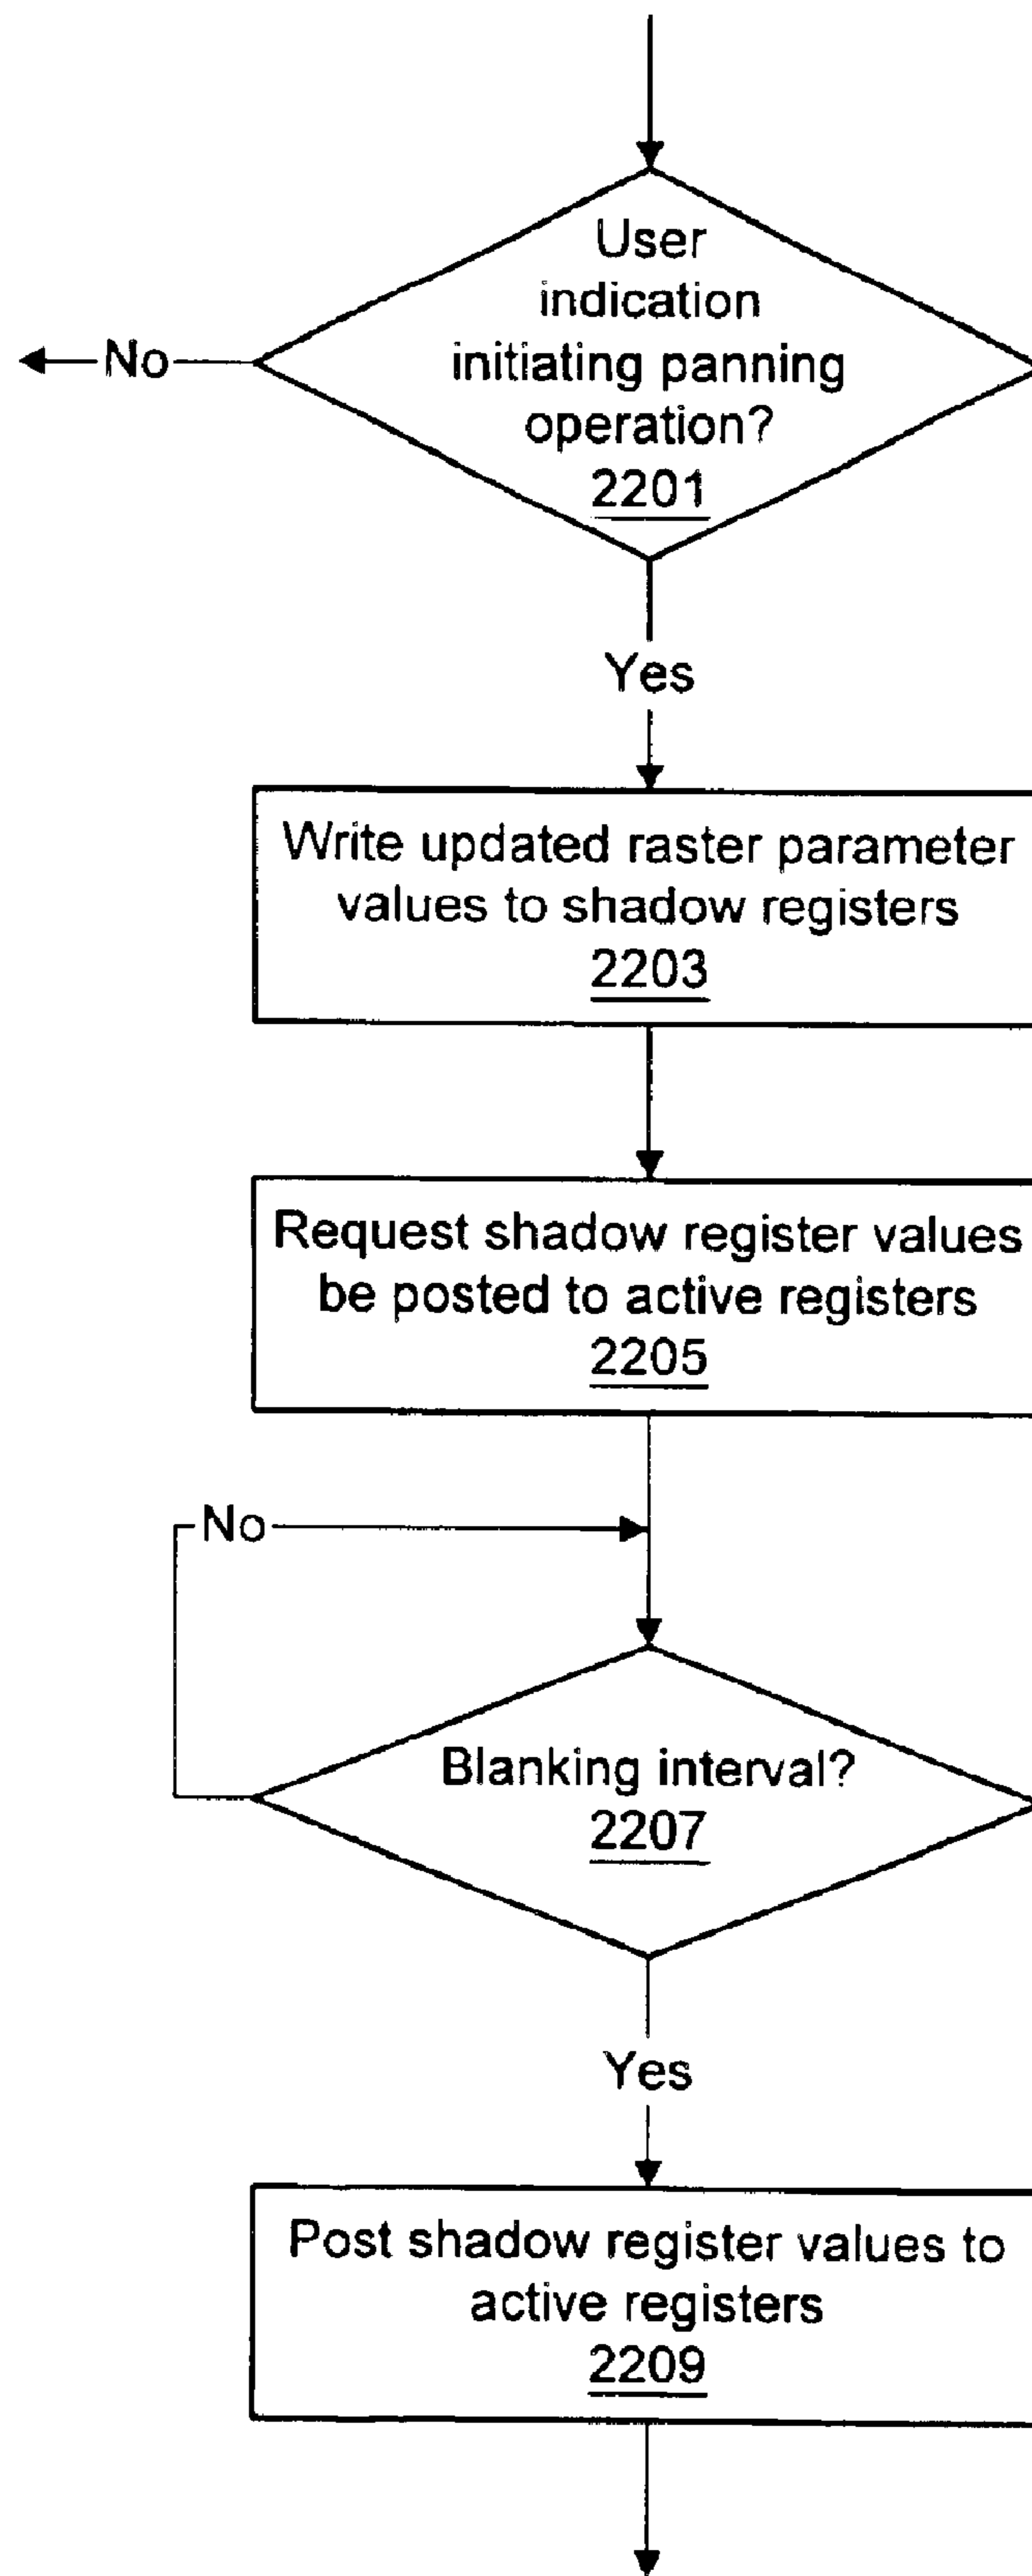 User
indication
initiating panning
operation?
2201
No
Yes
Write updated raster parameter
values to shadow registers
2203
Request shadow register values
be posted to active registers
2205
No
Blanking interval?
2207
Yes
Post shadow register values to
active registers
2209